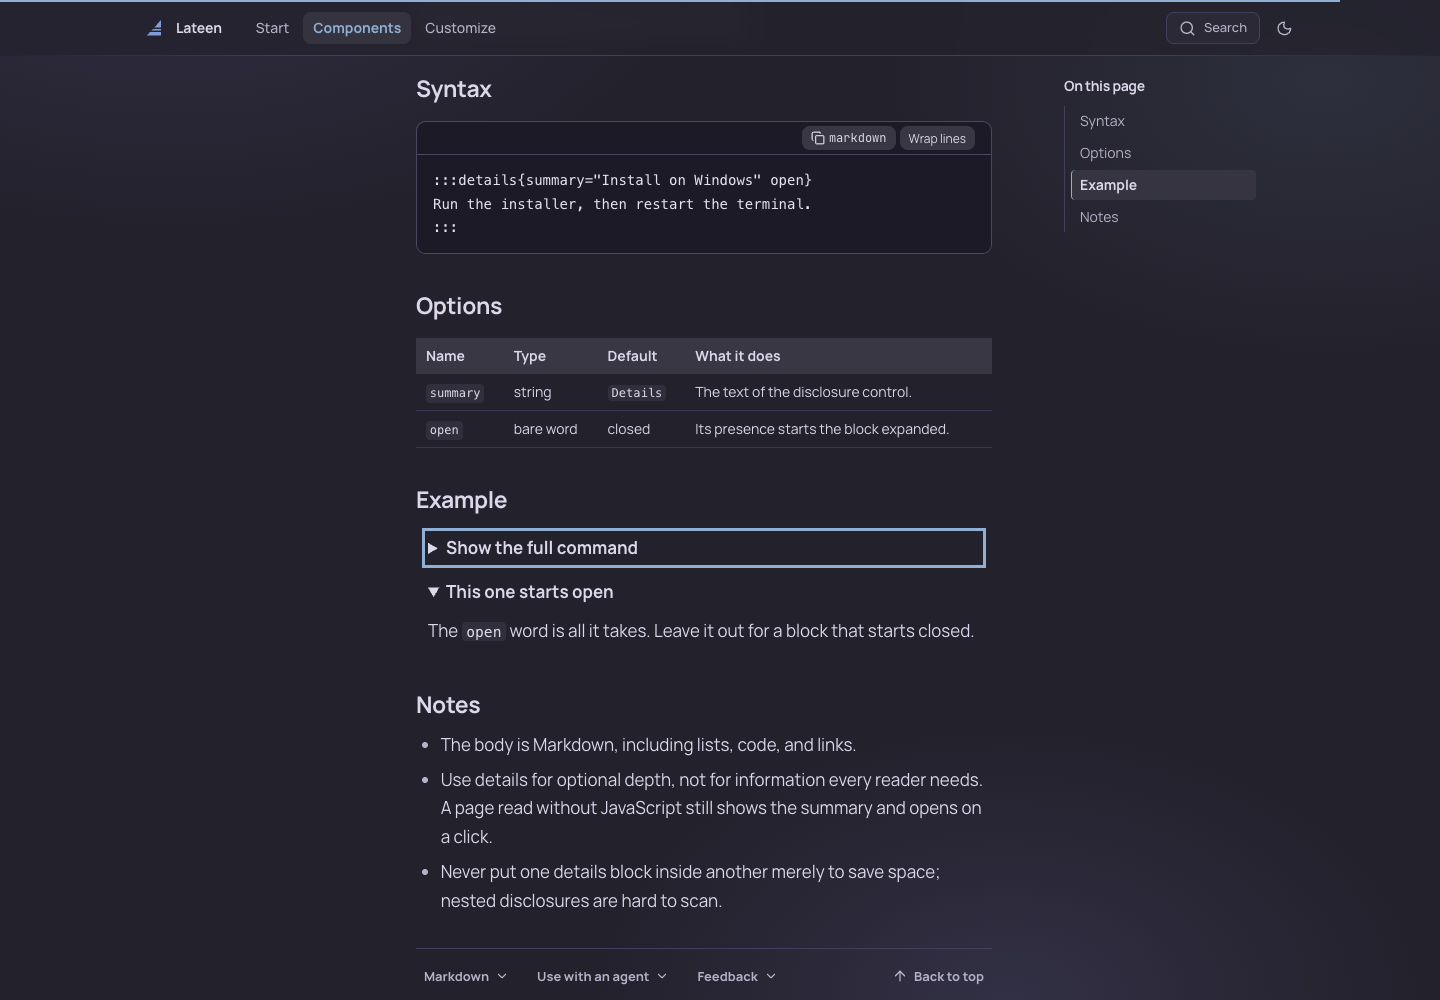 Lateen
Start
Components
Customize
Search
Syntax
markdown
Wrap lines
:::details{summary="Install on Windows" open}
Run the installer, then restart the terminal.
:::
Options
Name Type Default What it does
summary string Details The text of the disclosure control.
open bare word closed Its presence starts the block expanded.
Example
Show the full command
This one starts open
The open word is all it takes. Leave it out for a block that starts closed.
Notes
The body is Markdown, including lists, code, and links.
Use details for optional depth, not for information every reader needs.
A page read without JavaScript still shows the summary and opens on
a click.
Never put one details block inside another merely to save space;
nested disclosures are hard to scan.
Markdown
Use with an agent
Feedback
Back to top
On this page
Syntax
Options
Example
Notes